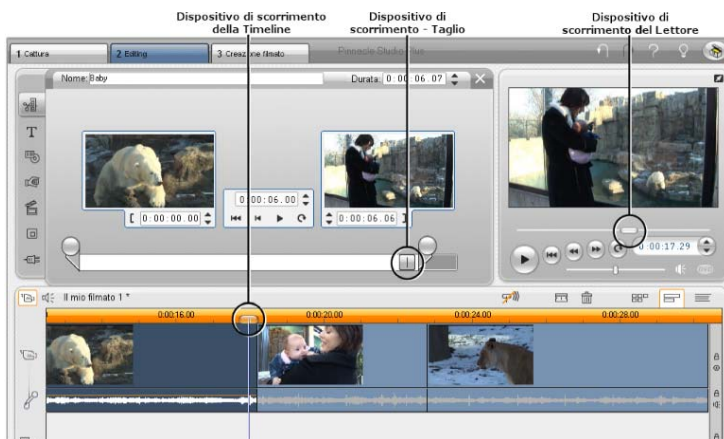 Dispositivo di scorrimento
della Timeline
Dispositivo di
scorrimento - Taglio
Dispositivo di
scorrimento del Lettore
1 Cattura
2 Editing
3 Creazione filmato
Pinnacle Studio Plus
Nome: Baby
Durata: 0:00:06.07
0:00:06.00
[ 0:00:00.00
0:00:06.06 ]
0:00:17.29
Il mio filmato 1 *
0:00:16.00
0:00:20.00
0:00:24.00
0:00:28.00